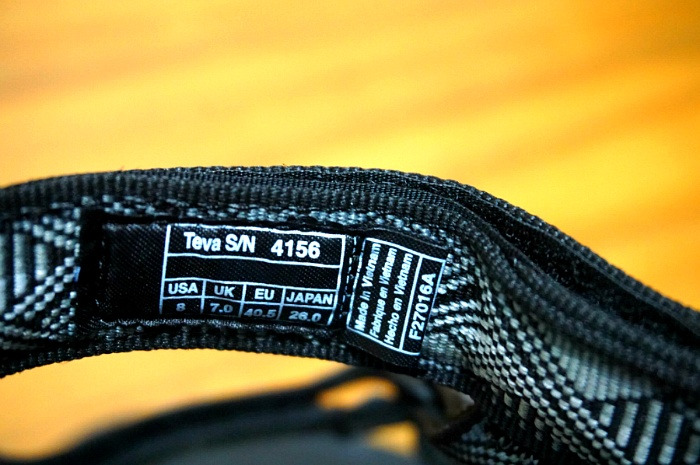 Teva S/N 4156
USA UK EU JAPAN
8 7.0 40.5 26.0
Made in Vietnam
Fabriqué en Vietnam
Hecho en Vietnam
F27016A